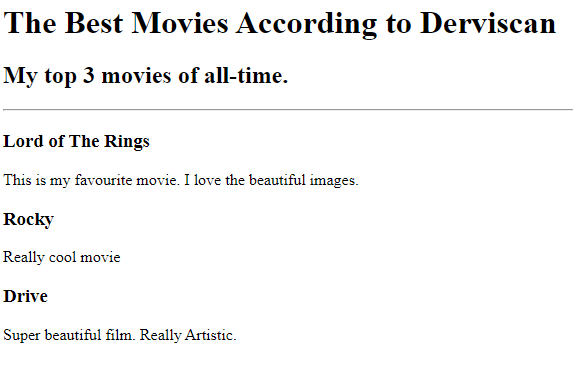 The Best Movies According to Derviscan
My top 3 movies of all-time.
Lord of The Rings
This is my favourite movie. I love the beautiful images.
Rocky
Really cool movie
Drive
Super beautiful film. Really Artistic.